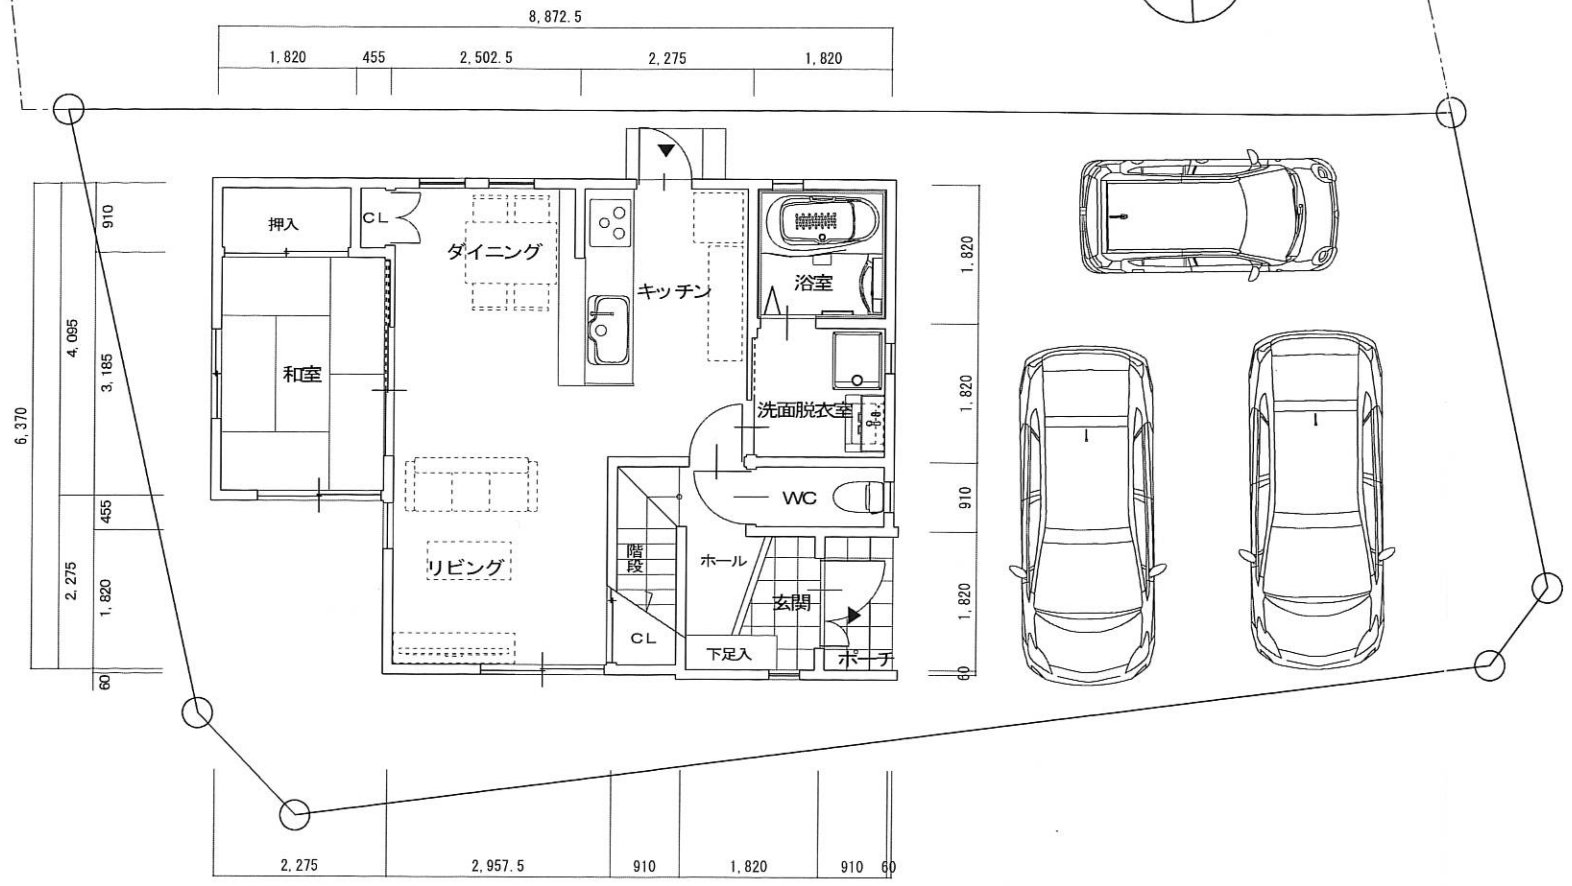 8,872.5
1,820 455 2,502.5 2,275 1,820
910
押入
CL
ダイニング
キッチン
浴室
1,820
4,095
3,185
6,370
和室
洗面脱衣室
1,820
455
WC
910
2,275
1,820
リビング
階段
ホール
玄関
1,820
CL
下足入
ポーチ
60
60
2,275 2,957.5 910 1,820 910 60